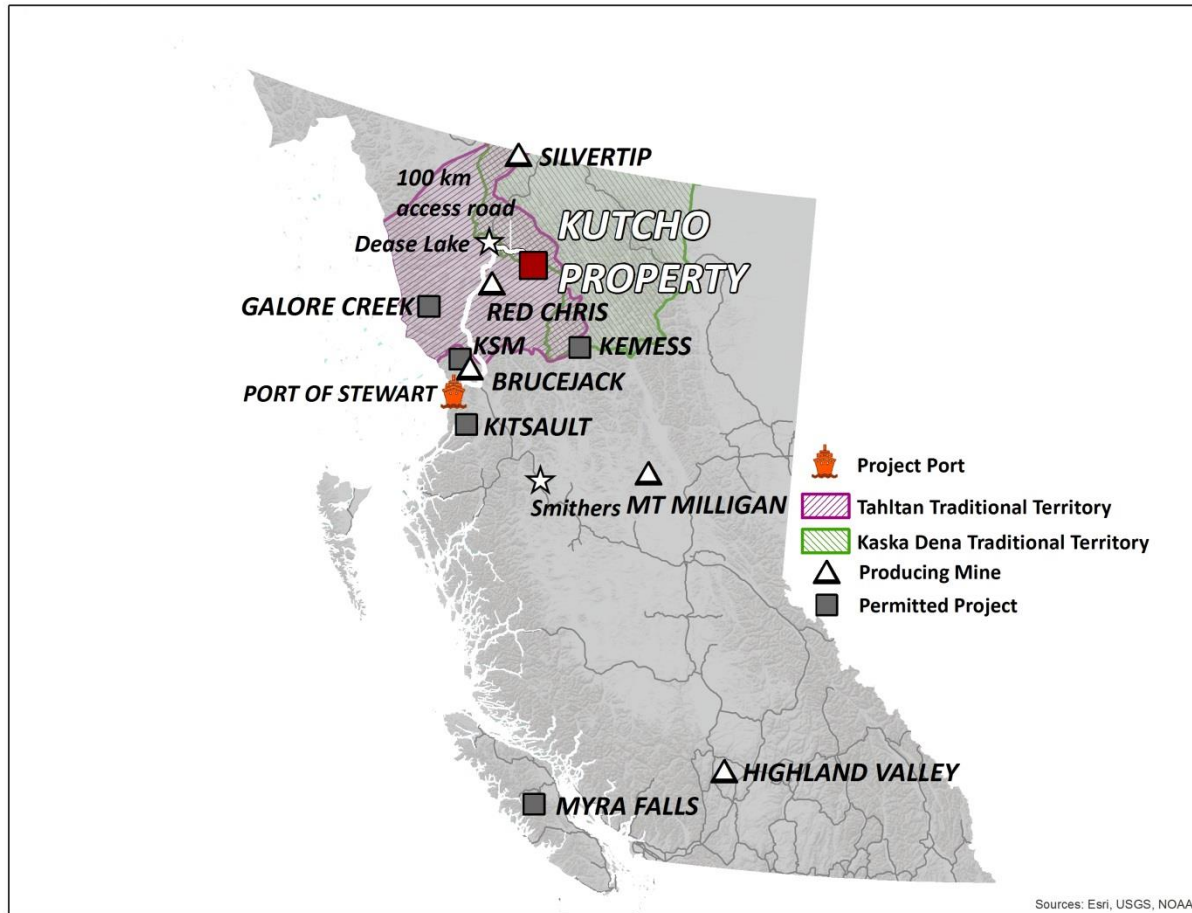 SILVERTIP
100 km
access road
Dease Lake
KUTCHO
PROPERTY
GALORE CREEK
RED CHRIS
KSM
KEMESS
BRUCEJACK
PORT OF STEWART
KITSAULT
Smithers
MT MILLIGAN
Project Port
Tahltan Traditional Territory
Kaska Dena Traditional Territory
Producing Mine
Permitted Project
HIGHLAND VALLEY
MYRA FALLS
Sources: Esri, USGS, NOAA